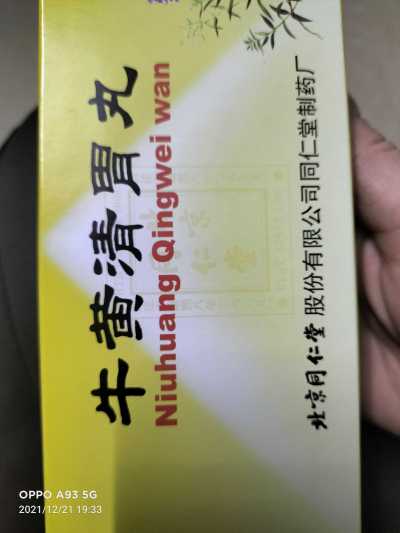 牛黄清胃丸
Niuhuang Qingwei wan
北京同仁堂股份有限公司同仁堂制药厂
OPPO A93 5G
2021/12/21 19:33